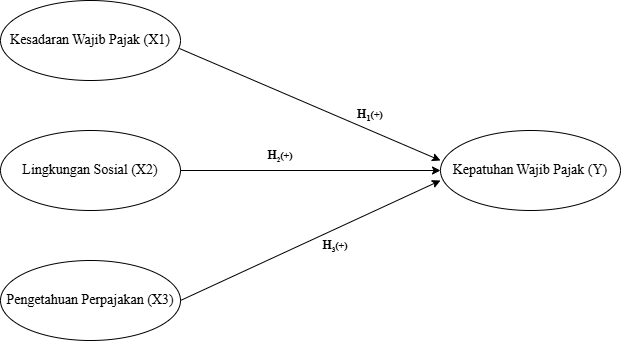 Kesadaran Wajib Pajak (X1)
H₁(+)
Lingkungan Sosial (X2)
H₂(+)
Kepatuhan Wajib Pajak (Y)
H₃(+)
Pengetahuan Perpajakan (X3)